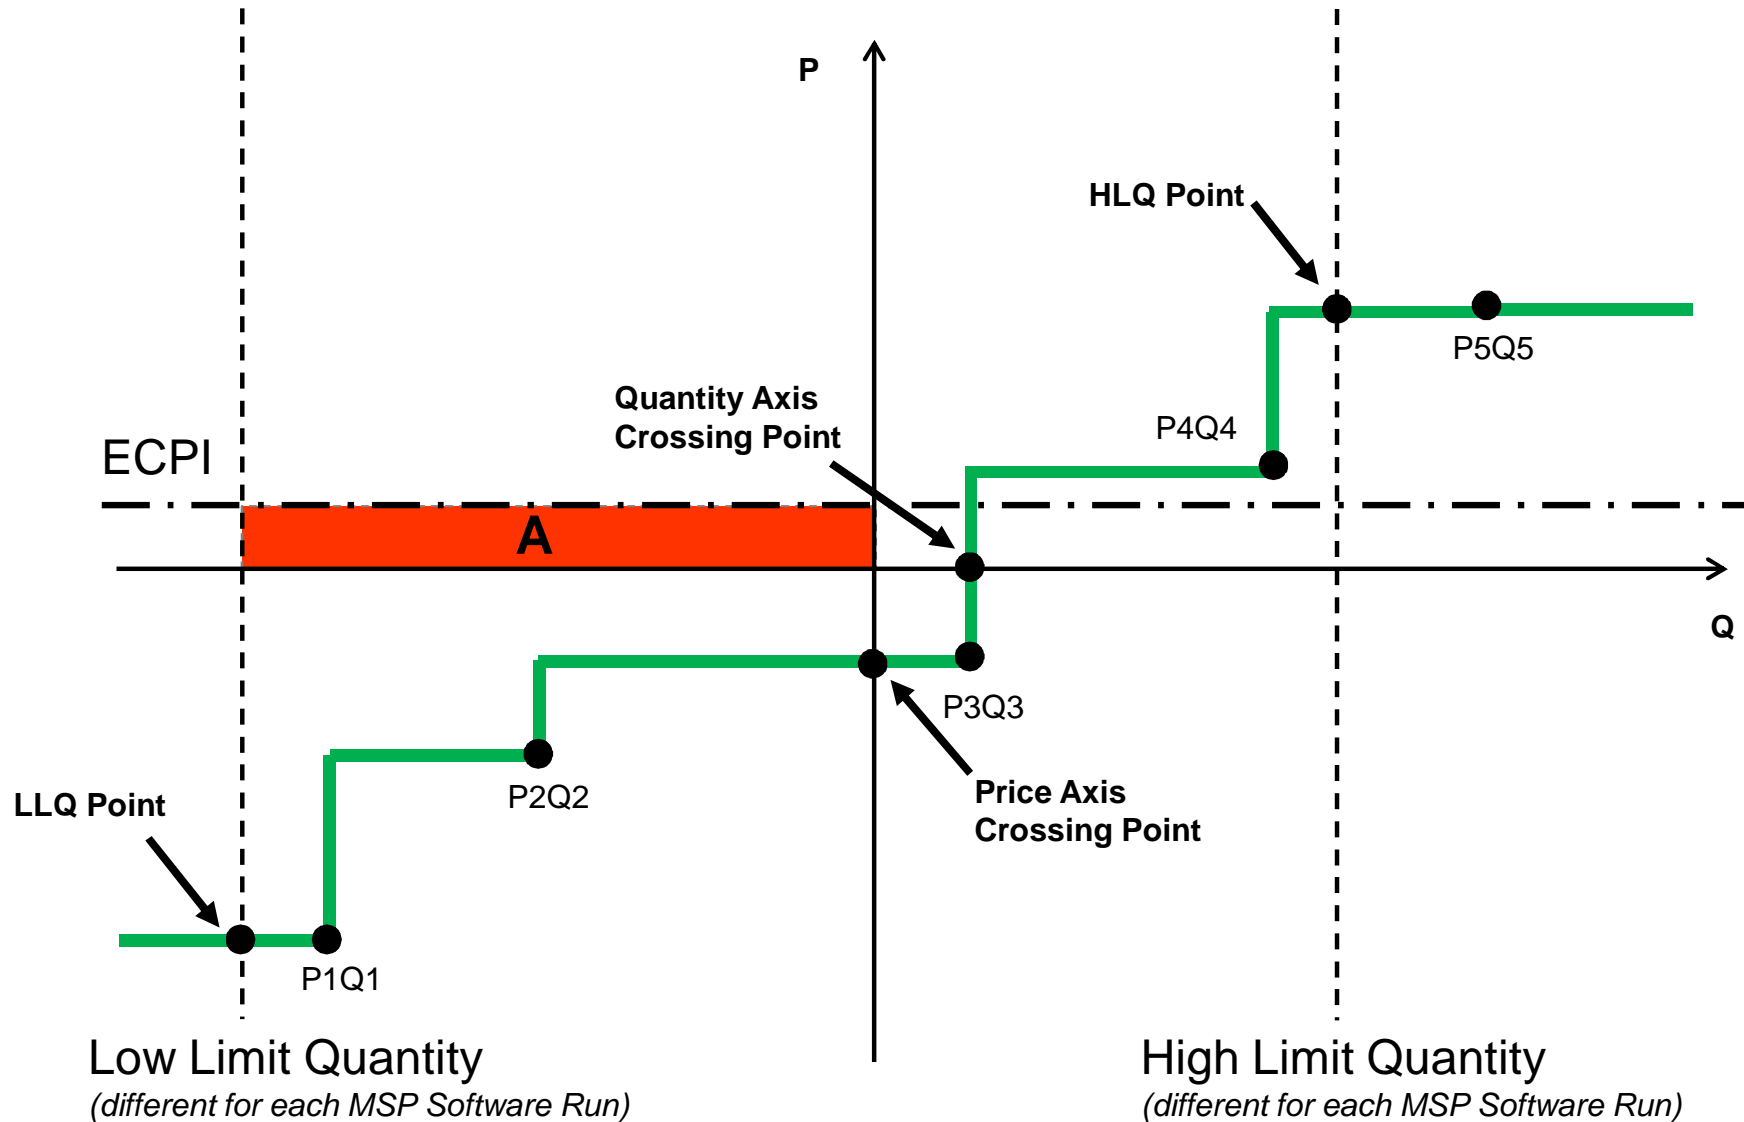 P
HLQ Point
P5Q5
Quantity Axis
Crossing Point
P4Q4
ECPI
A
Q
P3Q3
LLQ Point
P2Q2
Price Axis
Crossing Point
P1Q1
Low Limit Quantity
(different for each MSP Software Run)
High Limit Quantity
(different for each MSP Software Run)